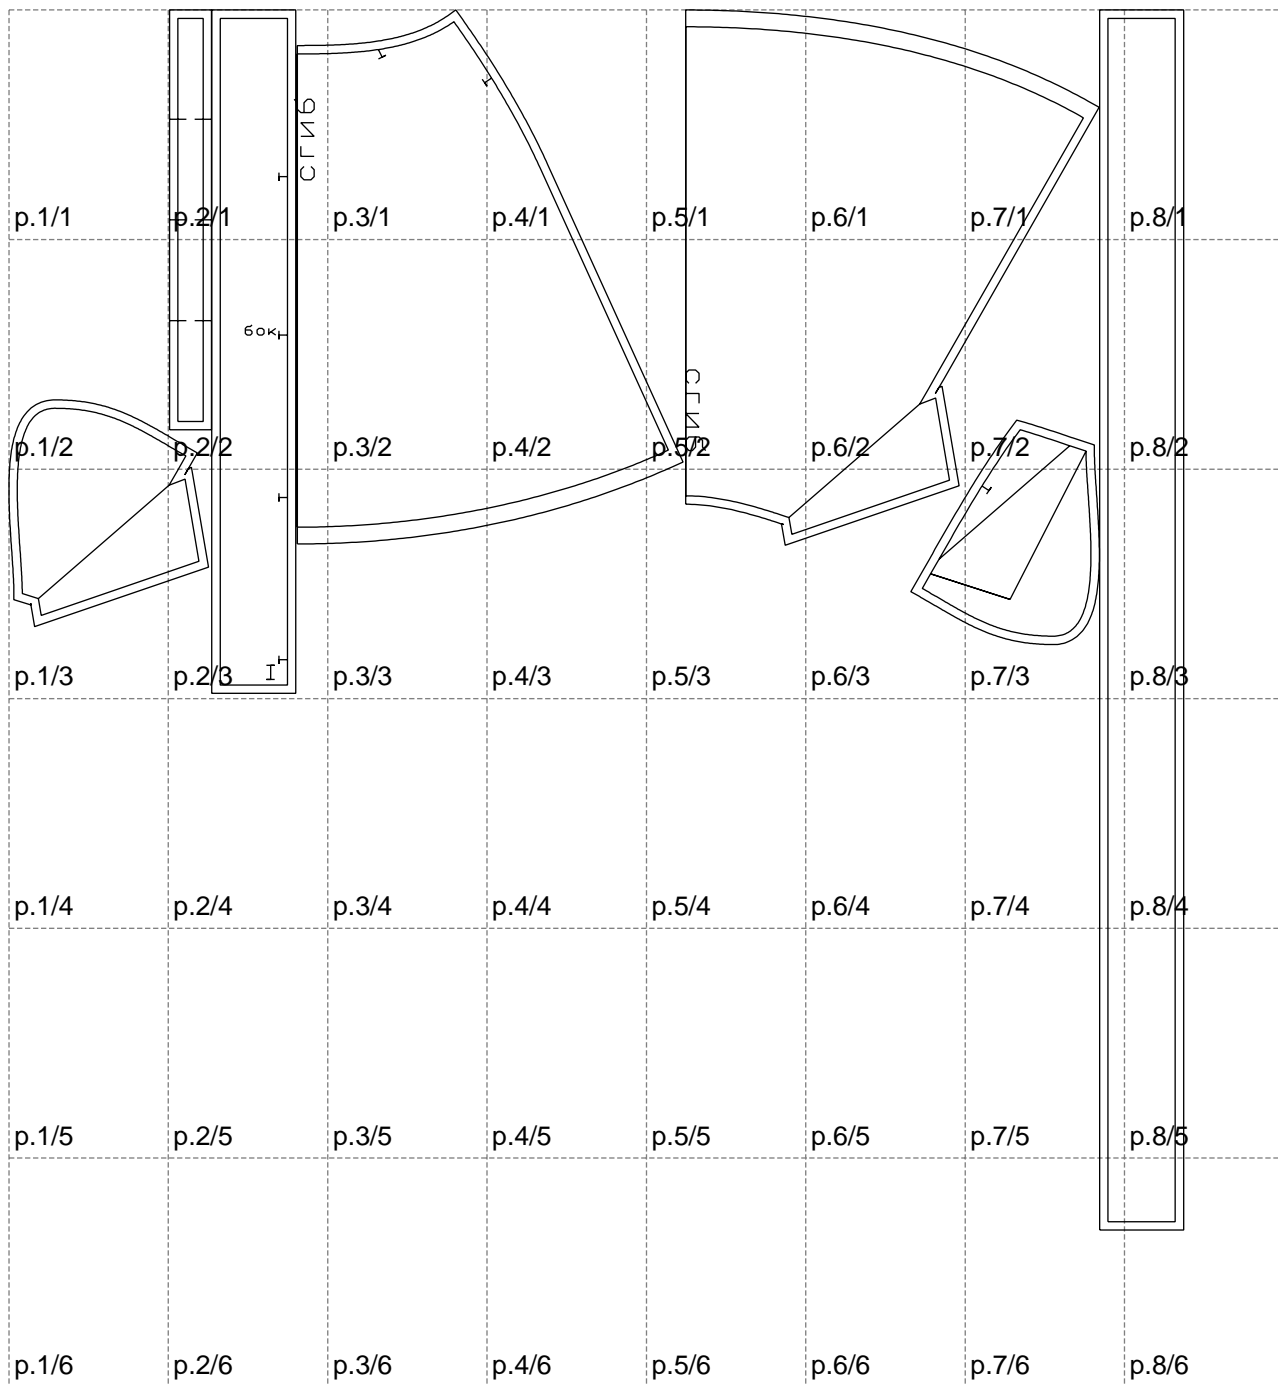 сгиб
p.1/1 p.2/1 p.3/1 p.4/1 p.5/1 p.6/1 p.7/1 p.8/1
бок
сгиб
p.1/2 p.2/2 p.3/2 p.4/2 p.5/2 p.6/2 p.7/2 p.8/2
p.1/3 p.2/3 p.3/3 p.4/3 p.5/3 p.6/3 p.7/3 p.8/3
p.1/4 p.2/4 p.3/4 p.4/4 p.5/4 p.6/4 p.7/4 p.8/4
p.1/5 p.2/5 p.3/5 p.4/5 p.5/5 p.6/5 p.7/5 p.8/5
p.1/6 p.2/6 p.3/6 p.4/6 p.5/6 p.6/6 p.7/6 p.8/6